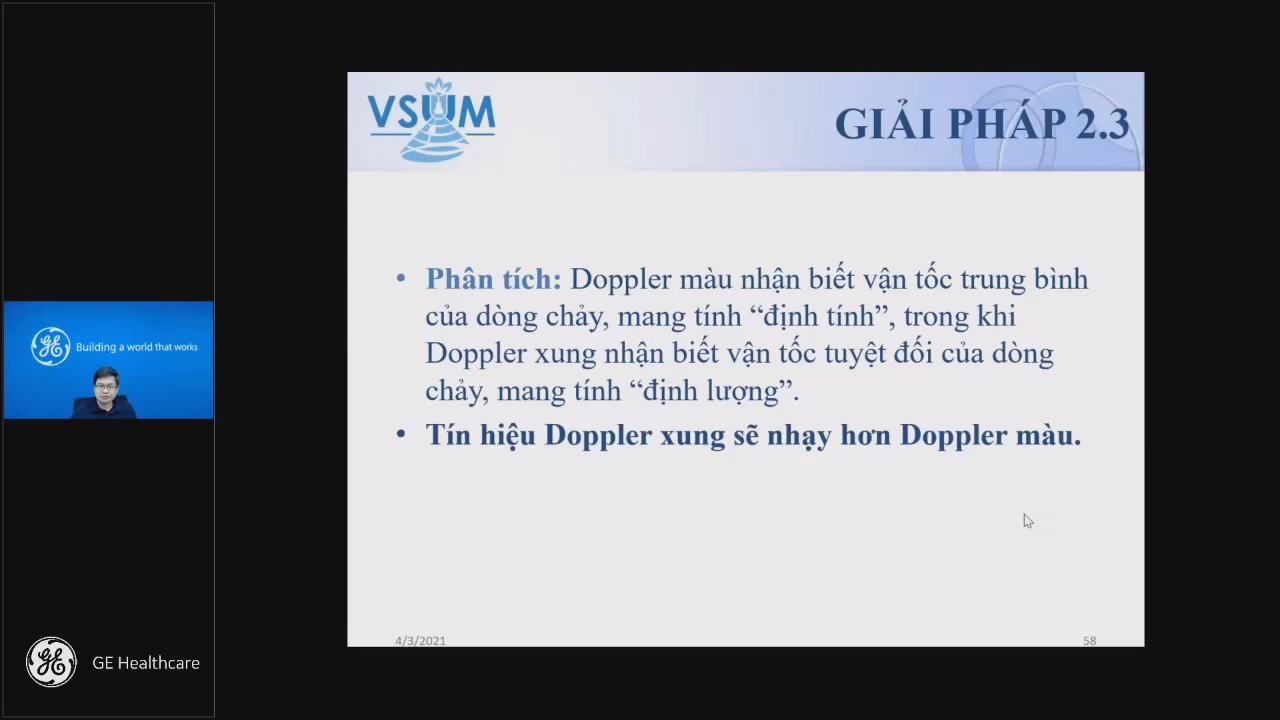 VSUM
GIẢI PHÁP 2.3
• Phân tích: Doppler màu nhận biết vận tốc trung bình
của dòng chảy, mang tính “định tính”, trong khi
Doppler xung nhận biết vận tốc tuyệt đối của dòng
chảy, mang tính “định lượng”.
• Tín hiệu Doppler xung sẽ nhạy hơn Doppler màu.
4/3/2021
58
Building a world that works
GE Healthcare